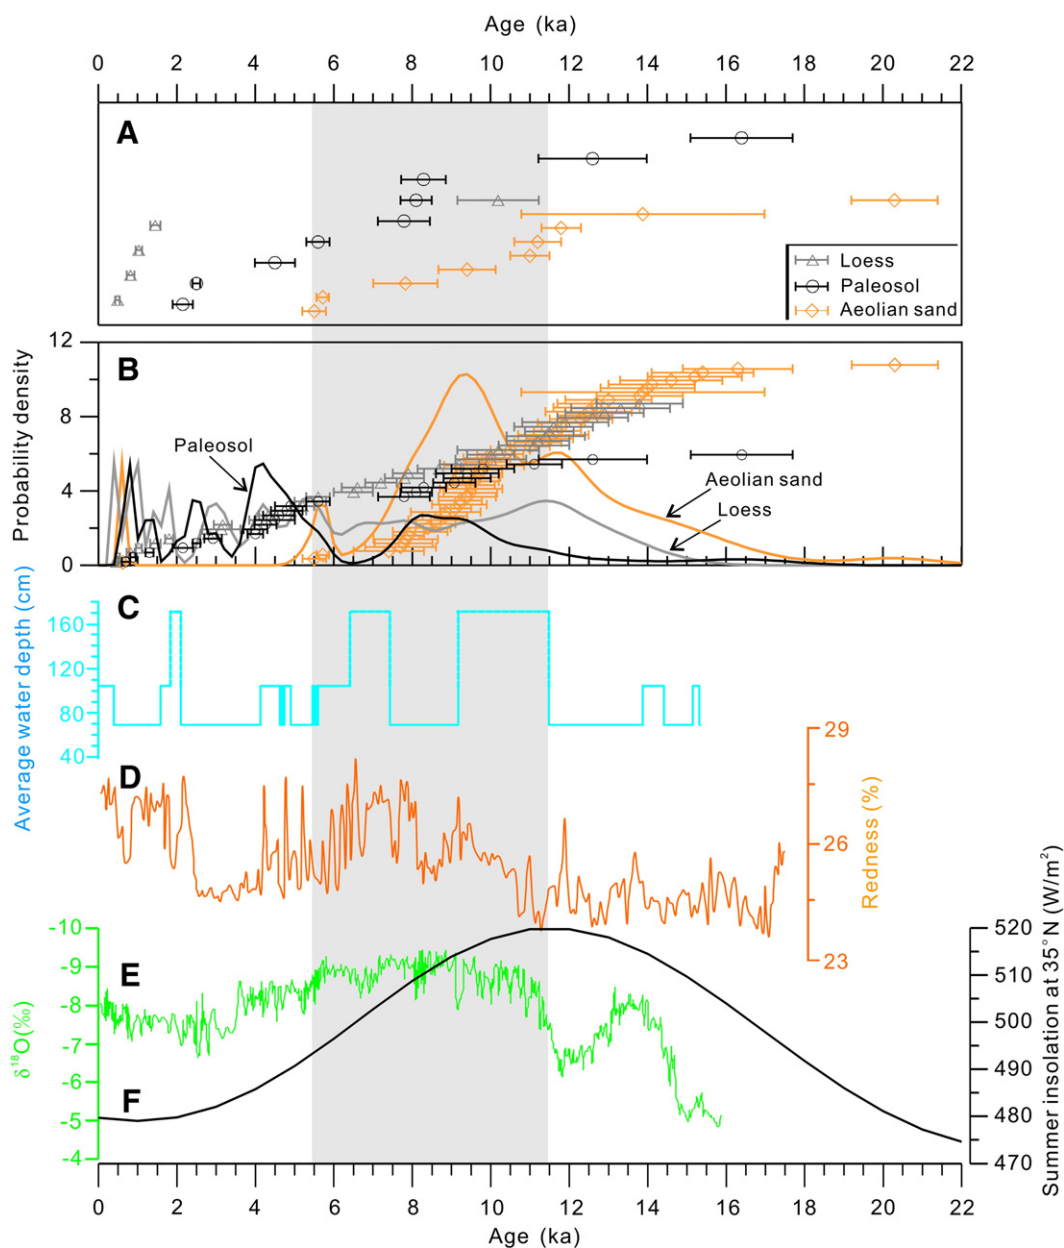 Age (ka)
0 2 4 6 8 10 12 14 16 18 20 22
A
Loess
Paleosol
Aeolian sand
12
8
4
0
Probability density
B
Paleosol
Aeolian sand
Loess
Average water depth (cm)
160
120
80
40
C
D
29
26
23
Redness (%)
-10
-9
-8
-7
-6
-5
-4
δ¹⁸O(‰)
E
F
520
510
500
490
480
470
Summer insolation at 35°N (W/m²)
0 2 4 6 8 10 12 14 16 18 20 22
Age (ka)